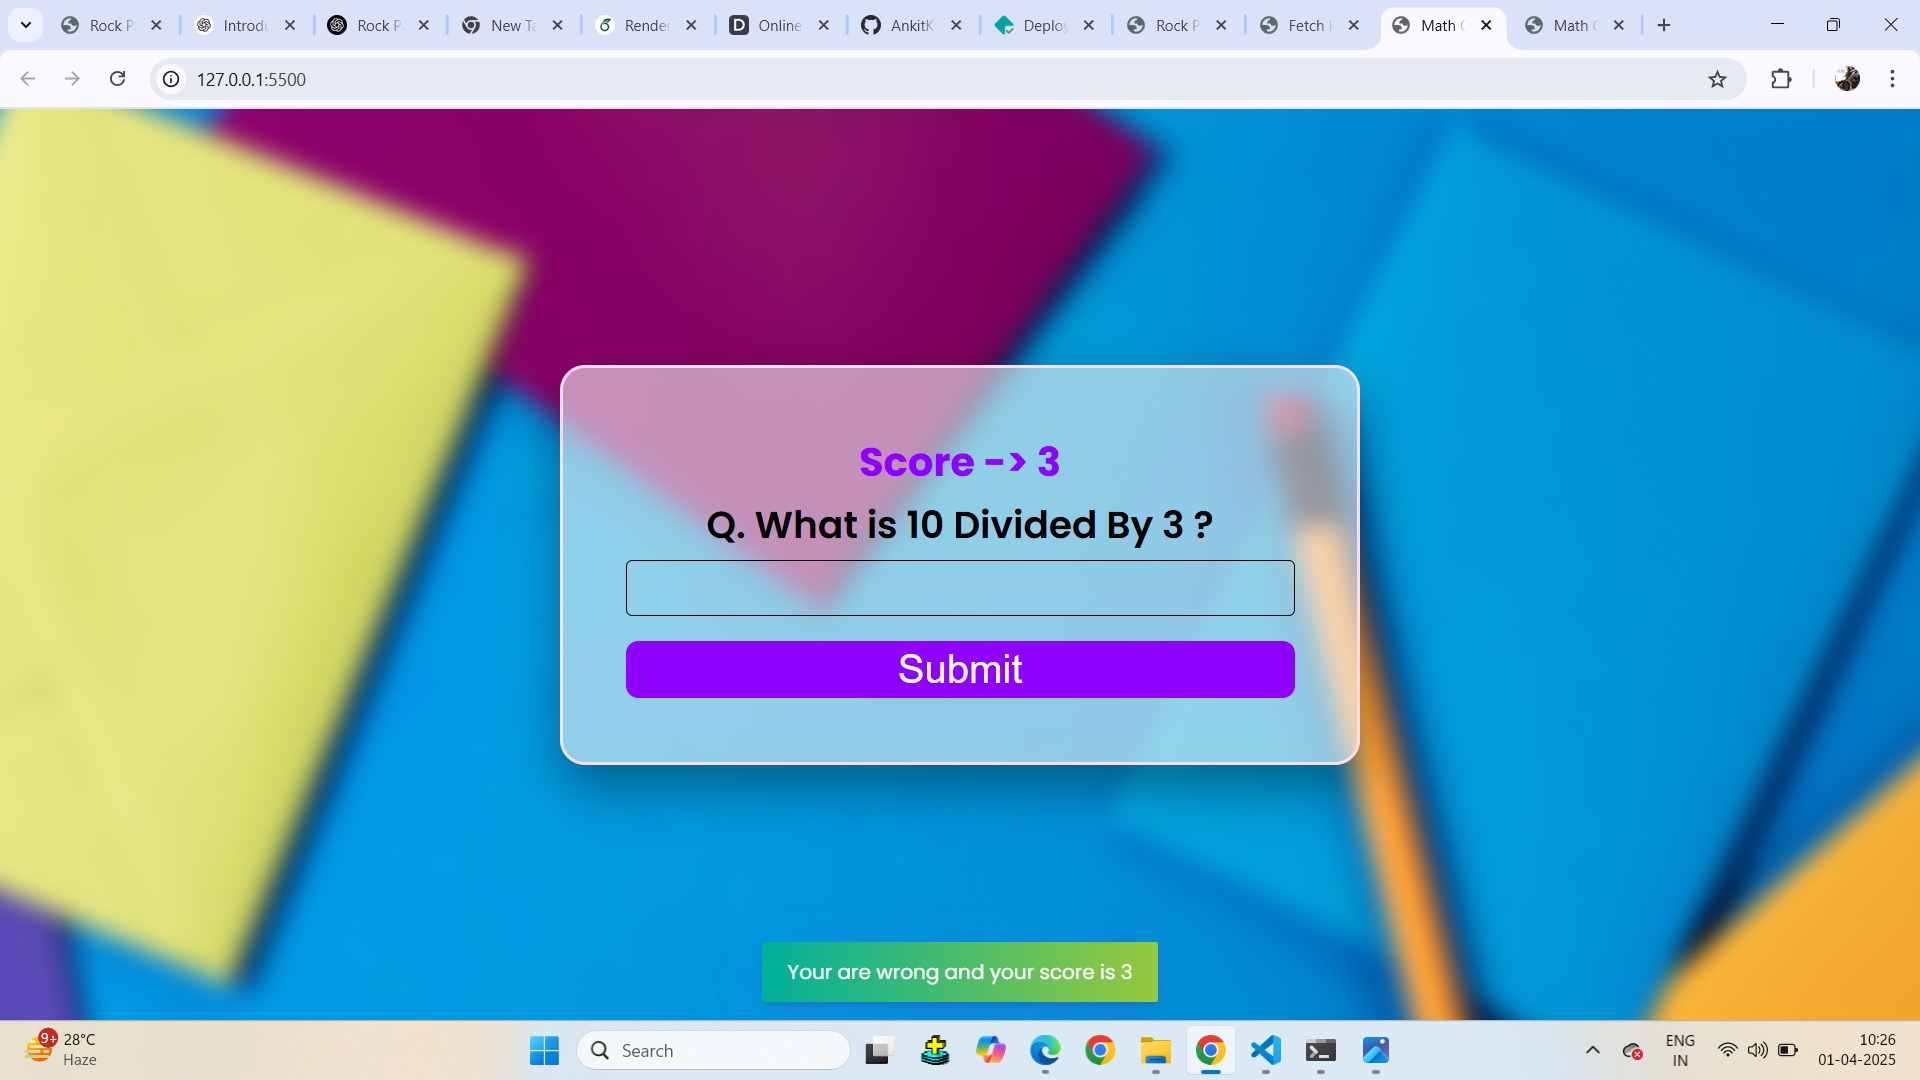 Rock P
Introdu
Rock P
New Ta
Render
Online
AnkitK
Deploy
Rock P
Fetch
Math
Math
127.0.0.1:5500
Score -> 3
Q. What is 10 Divided By 3 ?
Submit
Your are wrong and your score is 3
9+
28°C
Haze
Search
ENG
IN
10:26
01-04-2025